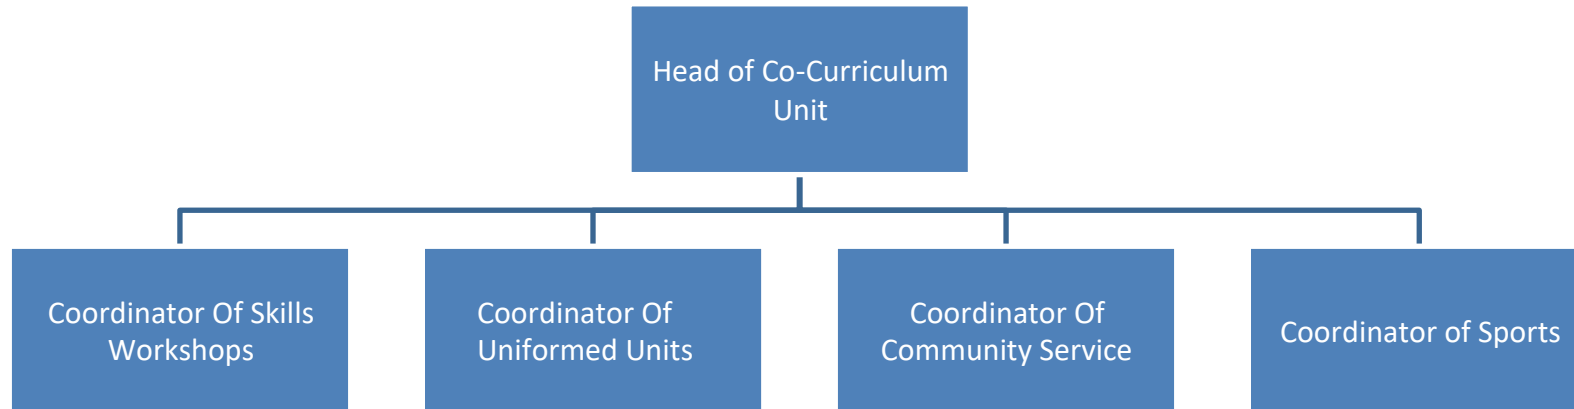 Head of Co-Curriculum
Unit
Coordinator Of Skills
Workshops
Coordinator Of
Uniformed Units
Coordinator Of
Community Service
Coordinator of Sports